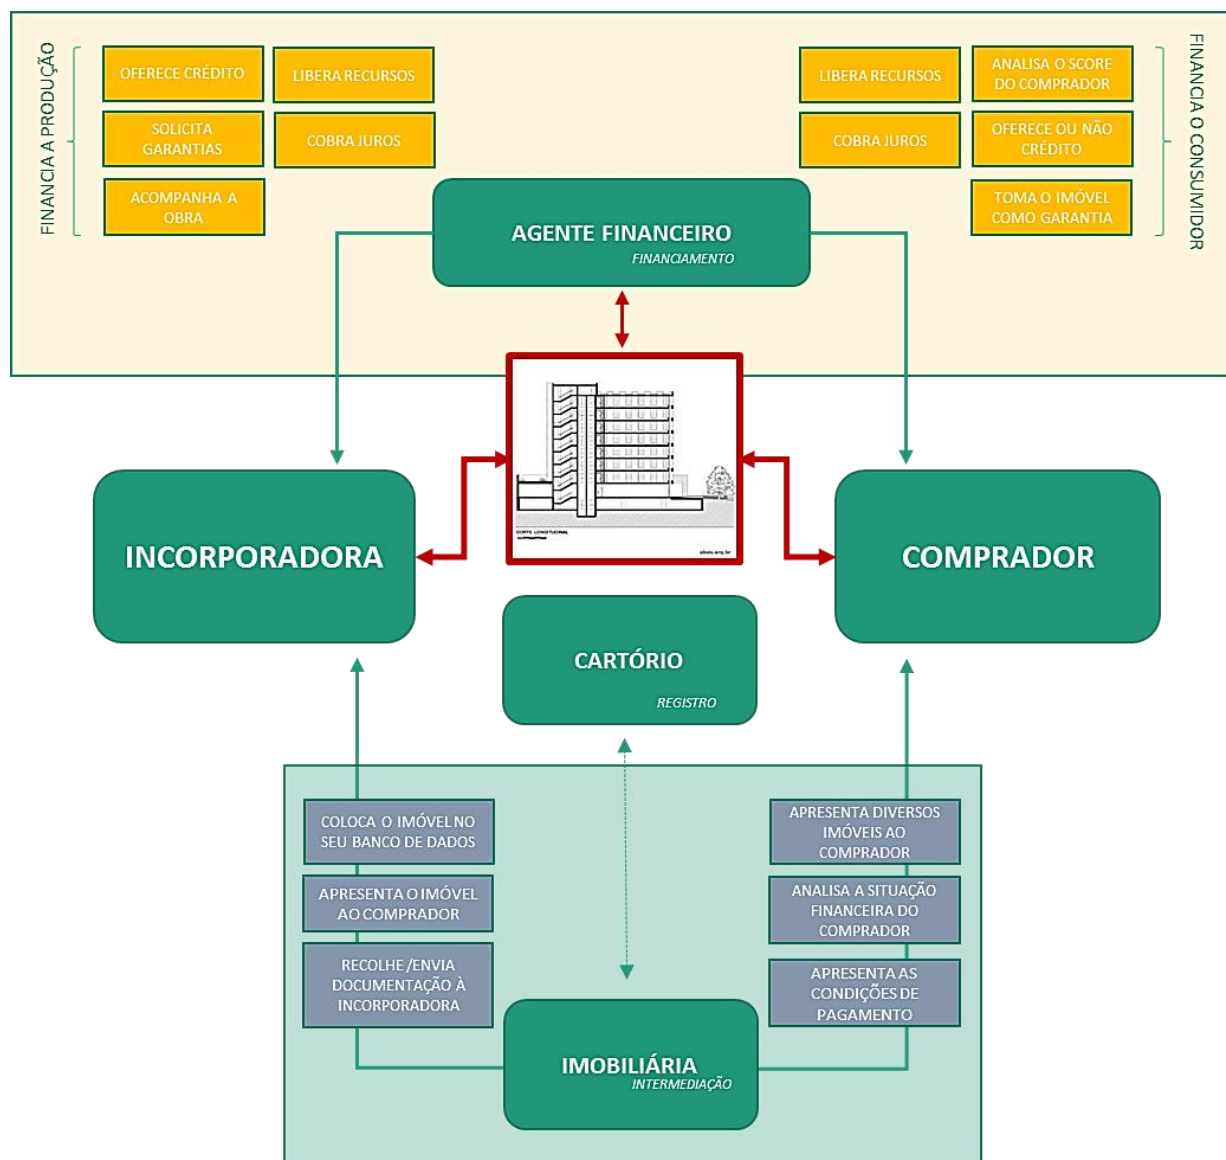 FINANCIA A PRODUÇÃO
OFERECE CRÉDITO
LIBERA RECURSOS
SOLICITA
GARANTIAS
COBRA JUROS
ACOMPANHA A
OBRA
LIBERA RECURSOS
ANALISA O SCORE
DO COMPRADOR
COBRA JUROS
OFERECE OU NÃO
CRÉDITO
TOMA O IMÓVEL
COMO GARANTIA
FINANCIA O CONSUMIDOR
AGENTE FINANCEIRO
FINANCIAMENTO
CORTE LONGITUDINAL
INCORPORADORA
COMPRADOR
CARTÓRIO
REGISTRO
COLOCA O IMÓVEL NO
SEU BANCO DE DADOS
APRESENTA O IMÓVEL
AO COMPRADOR
RECOLHE /ENVIA
DOCUMENTAÇÃO À
INCORPORADORA
APRESENTA DIVERSOS
IMÓVEIS AO
COMPRADOR
ANALISA A SITUAÇÃO
FINANCEIRA DO
COMPRADOR
APRESENTA AS
CONDIÇÕES DE
PAGAMENTO
IMOBILIÁRIA
INTERMEDIAÇÃO